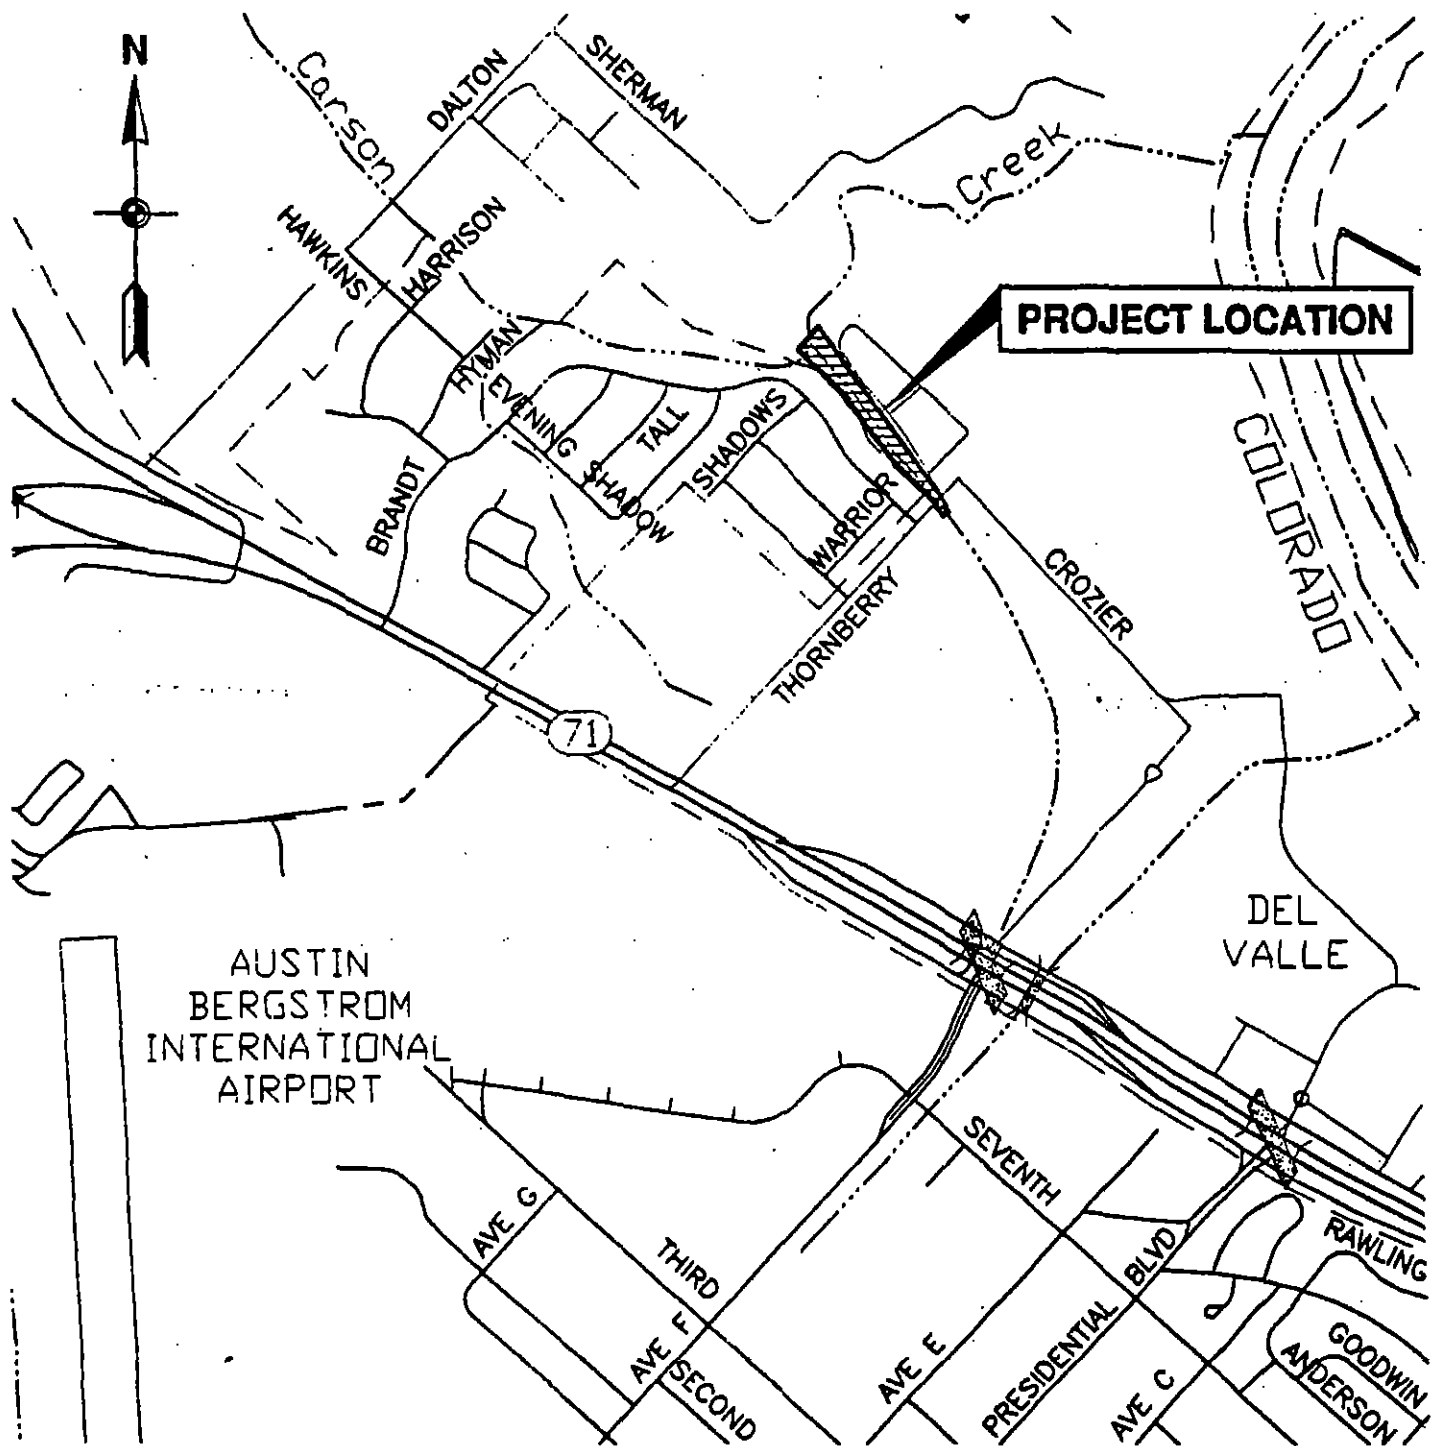 N
Carson
DALTON
SHERMAN
Creek
HAWKINS
HARRISON
PROJECT LOCATION
HYMAN
EVENING SHADOW
TALL
SHADOWS
COLORADO
BRANDT
WARRIOR
CROZIER
THORNBERRY
71
DEL
VALLE
AUSTIN
BERGSTROM
INTERNATIONAL
AIRPORT
SEVENTH
AVE G
THIRD
BLVD
RAWLING
AVE F
SECOND
AVE E
PRESIDENTIAL
AVE C
GOODWIN
ANDERSON